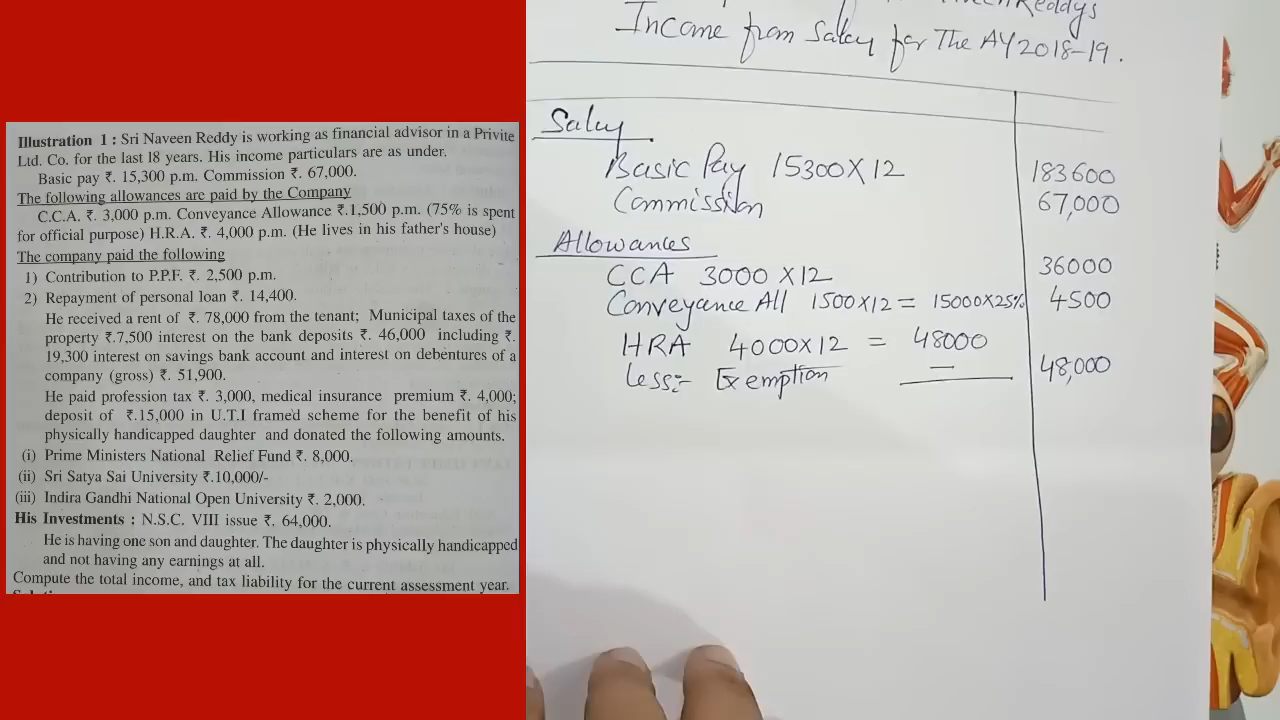 Illustration 1 : Sri Naveen Reddy is working as financial advisor in a Privite
Ltd. Co. for the last 18 years. His income particulars are as under.
Basic pay ₹. 15,300 p.m. Commission ₹. 67,000.
The following allowances are paid by the Company
C.C.A. ₹. 3,000 p.m. Conveyance Allowance ₹.1,500 p.m. (75% is spent
for official purpose) H.R.A. ₹. 4,000 p.m. (He lives in his father's house)
The company paid the following
1) Contribution to P.P.F. ₹. 2,500 p.m.
2) Repayment of personal loan ₹. 14,400.
He received a rent of ₹. 78,000 from the tenant; Municipal taxes of the
property ₹.7,500 interest on the bank deposits ₹. 46,000 including ₹.
19,300 interest on savings bank account and interest on debentures of a
company (gross) ₹. 51,900.
He paid profession tax ₹. 3,000, medical insurance premium ₹. 4,000;
deposit of ₹.15,000 in U.T.I framed scheme for the benefit of his
physically handicapped daughter and donated the following amounts.
(i) Prime Ministers National Relief Fund ₹. 8,000.
(ii) Sri Satya Sai University ₹.10,000/-
(iii) Indira Gandhi National Open University ₹. 2,000.
His Investments : N.S.C. VIII issue ₹. 64,000.
He is having one son and daughter. The daughter is physically handicapped
and not having any earnings at all.
Compute the total income, and tax liability for the current assessment year.
Reddys
Income from Salary for The AY 2018-19.
Salary
Basic Pay 15300 X 12 183600
Commission 67,000
Allowances
CCA 3000 X 12 36000
Conveyance All 1500 X 12 = 15000 X 25% 4500
HRA 4000 X 12 = 48000
Less:- Exemption — 48,000